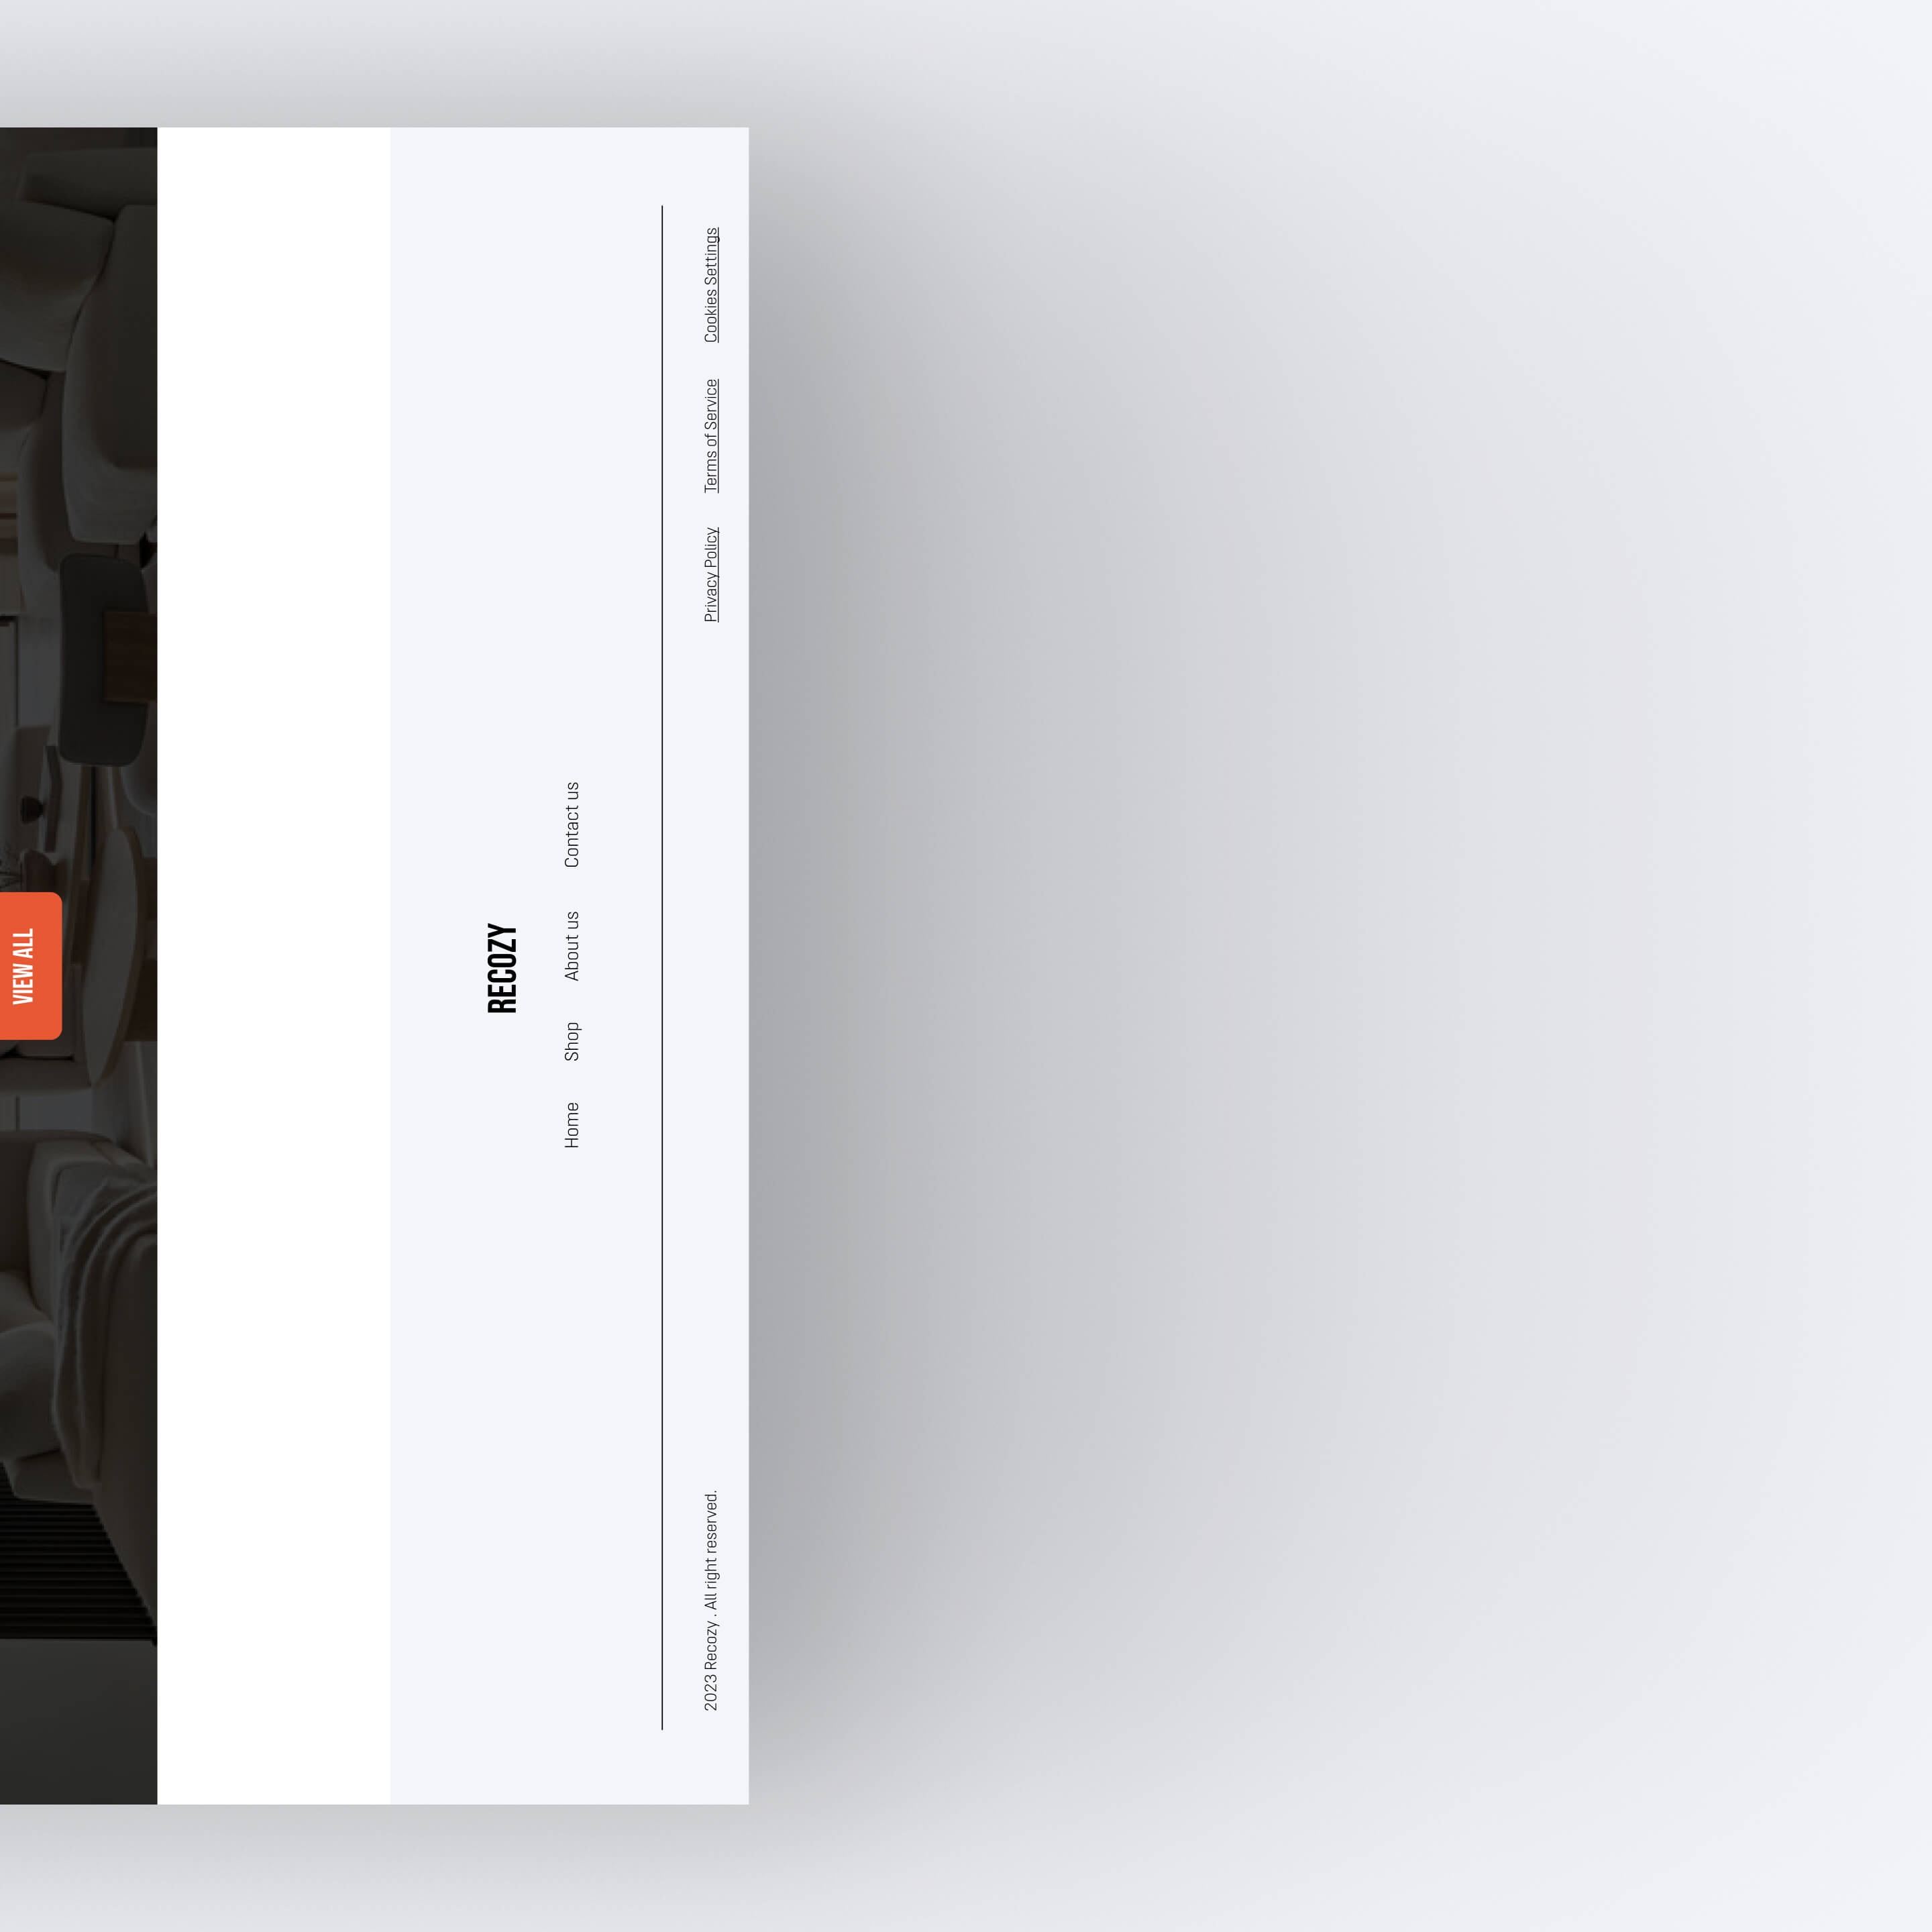 VIEW ALL
RECOZY
Home Shop About us Contact us
2023 Recozy . All right reserved. Privacy Policy Terms of Service Cookies Settings